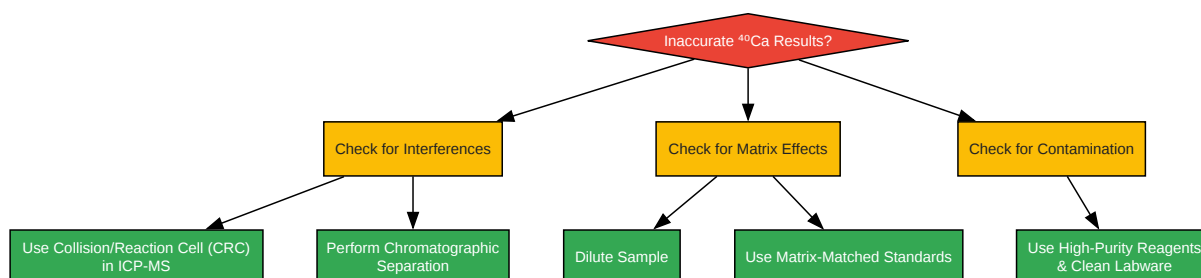 Inaccurate ⁴⁰Ca Results?
Check for Interferences
Check for Matrix Effects
Check for Contamination
Use Collision/Reaction Cell (CRC)
in ICP-MS
Perform Chromatographic
Separation
Dilute Sample
Use Matrix-Matched Standards
Use High-Purity Reagents
& Clean Labware